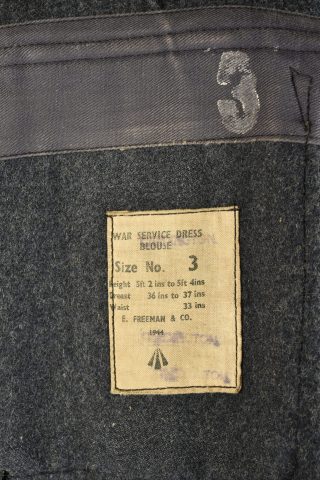 3
WAR SERVICE DRESS
BLOUSE
Size No. 3
Height 5ft 2 ins to 5ft 4ins
Breast 36 ins to 37 ins
Waist 33 ins
E. FREEMAN & CO.
1944